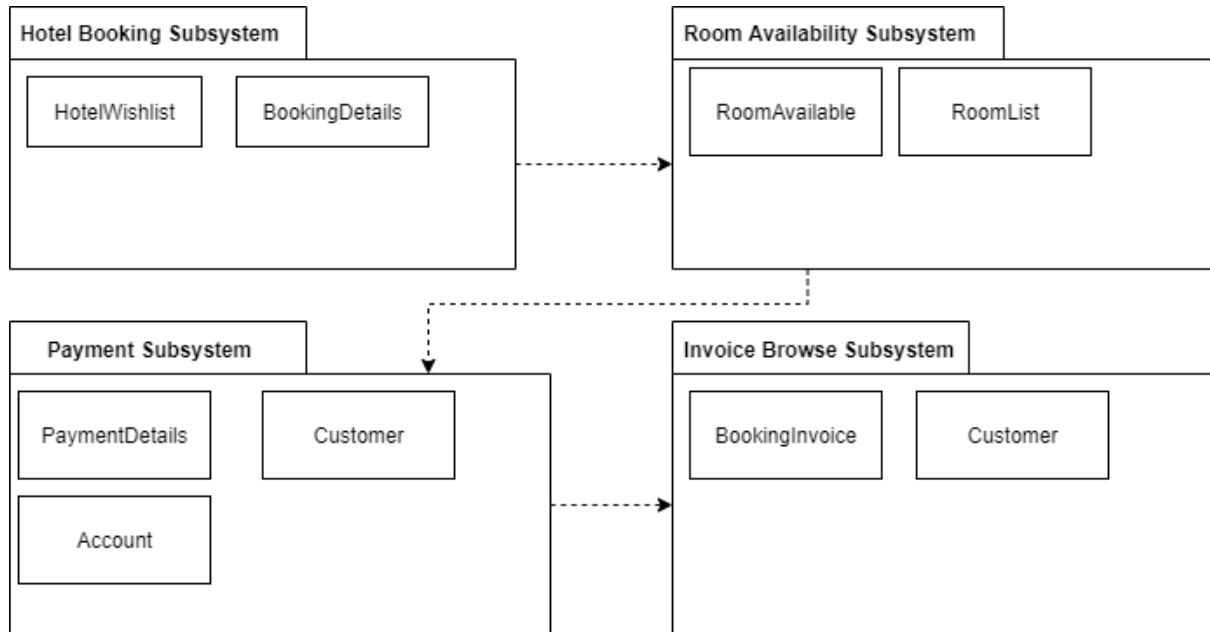 Hotel Booking Subsystem
HotelWishlist
BookingDetails
Room Availability Subsystem
RoomAvailable
RoomList
Payment Subsystem
PaymentDetails
Customer
Account
Invoice Browse Subsystem
BookingInvoice
Customer